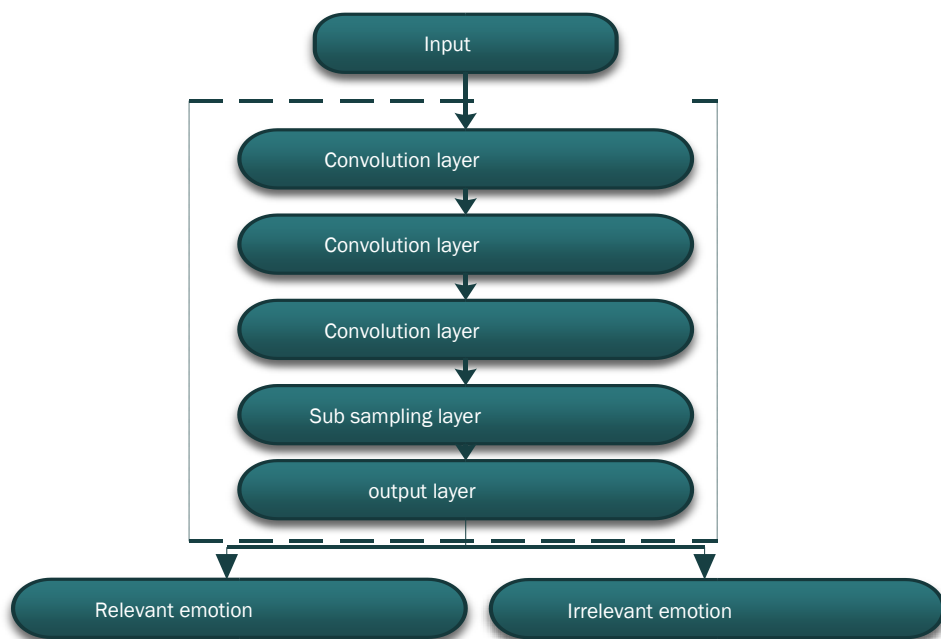 Input
Convolution layer
Convolution layer
Convolution layer
Sub sampling layer
output layer
Relevant emotion
Irrelevant emotion